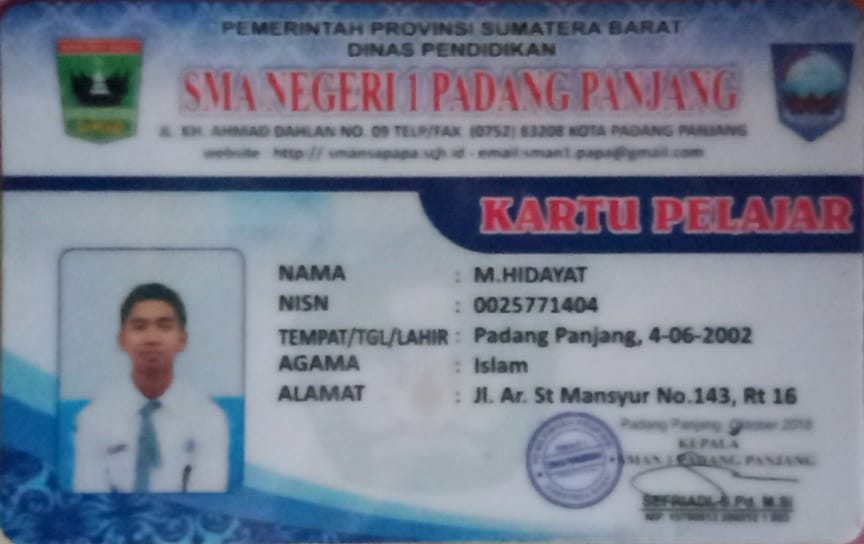 PEMERINTAH PROVINSI SUMATERA BARAT
DINAS PENDIDIKAN
SMA NEGERI 1 PADANG PANJANG
JL. KH. AHMAD DAHLAN NO. 09 TELP/FAX. (0752) 83208 KOTA PADANG PANJANG
website : http:// smansapapa.sch.id - email:sman1.papa@gmail.com
KARTU PELAJAR
NAMA : M.HIDAYAT
NISN : 0025771404
TEMPAT/TGL/LAHIR : Padang Panjang, 4-06-2002
AGAMA : Islam
ALAMAT : Jl. Ar. St Mansyur No.143, Rt 16
Padang Panjang, Oktober 2018
KEPALA
SMAN 1 PADANG PANJANG
SEFRIADI. S.Pd. M.Si
NIP.